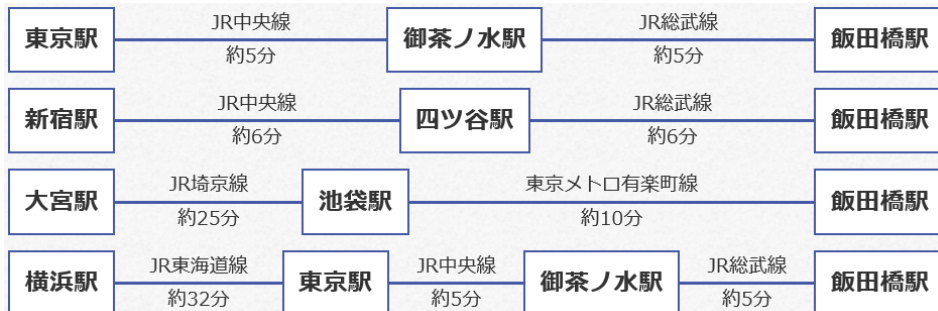 JR中央線 JR総武線
東京駅 御茶ノ水駅 飯田橋駅
約5分 約5分
JR中央線 JR総武線
新宿駅 四ツ谷駅 飯田橋駅
約6分 約6分
JR埼京線 東京メトロ有楽町線
大宮駅 池袋駅 飯田橋駅
約25分 約10分
JR東海道線 JR中央線 JR総武線
横浜駅 東京駅 御茶ノ水駅 飯田橋駅
約32分 約5分 約5分